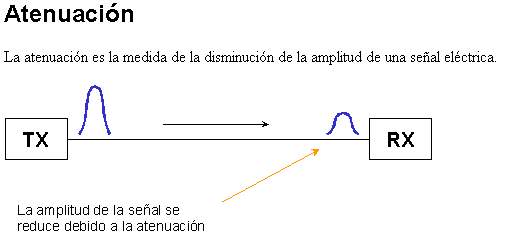 Atenuación
La atenuación es la medida de la disminución de la amplitud de una señal eléctrica.
TX
RX
La amplitud de la señal se
reduce debido a la atenuación